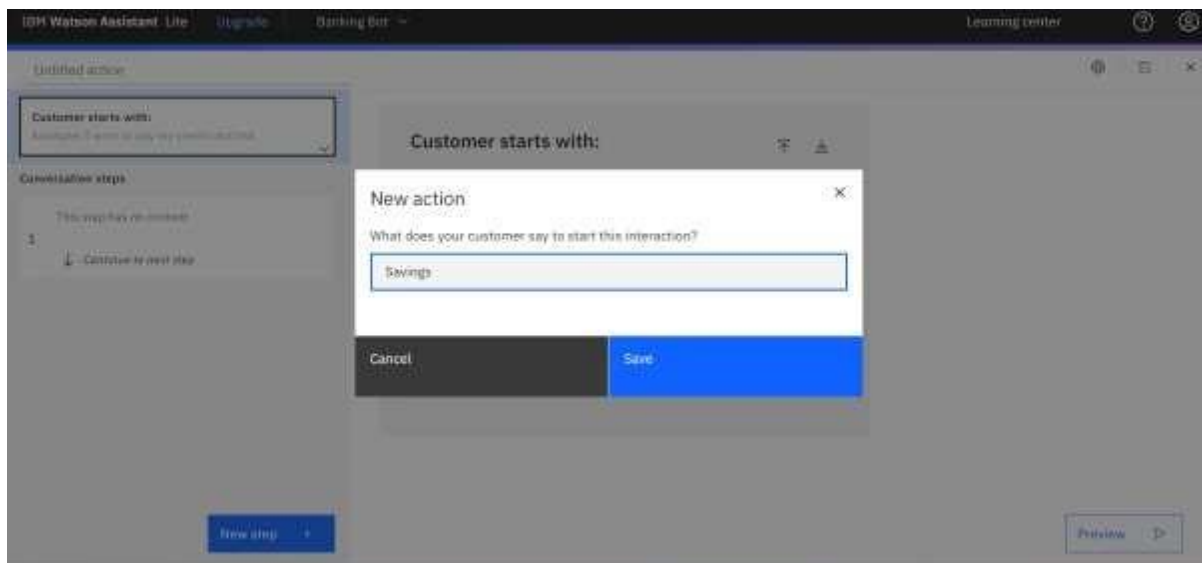 IBM Watson Assistant Lite Upgrade Banking Bot Learning center
Untitled action
Customer starts with:
Customer starts with:
Conversation steps
This step has no content
1
Continue to next step
New action
What does your customer say to start this interaction?
Savings
Cancel Save
New step +
Preview